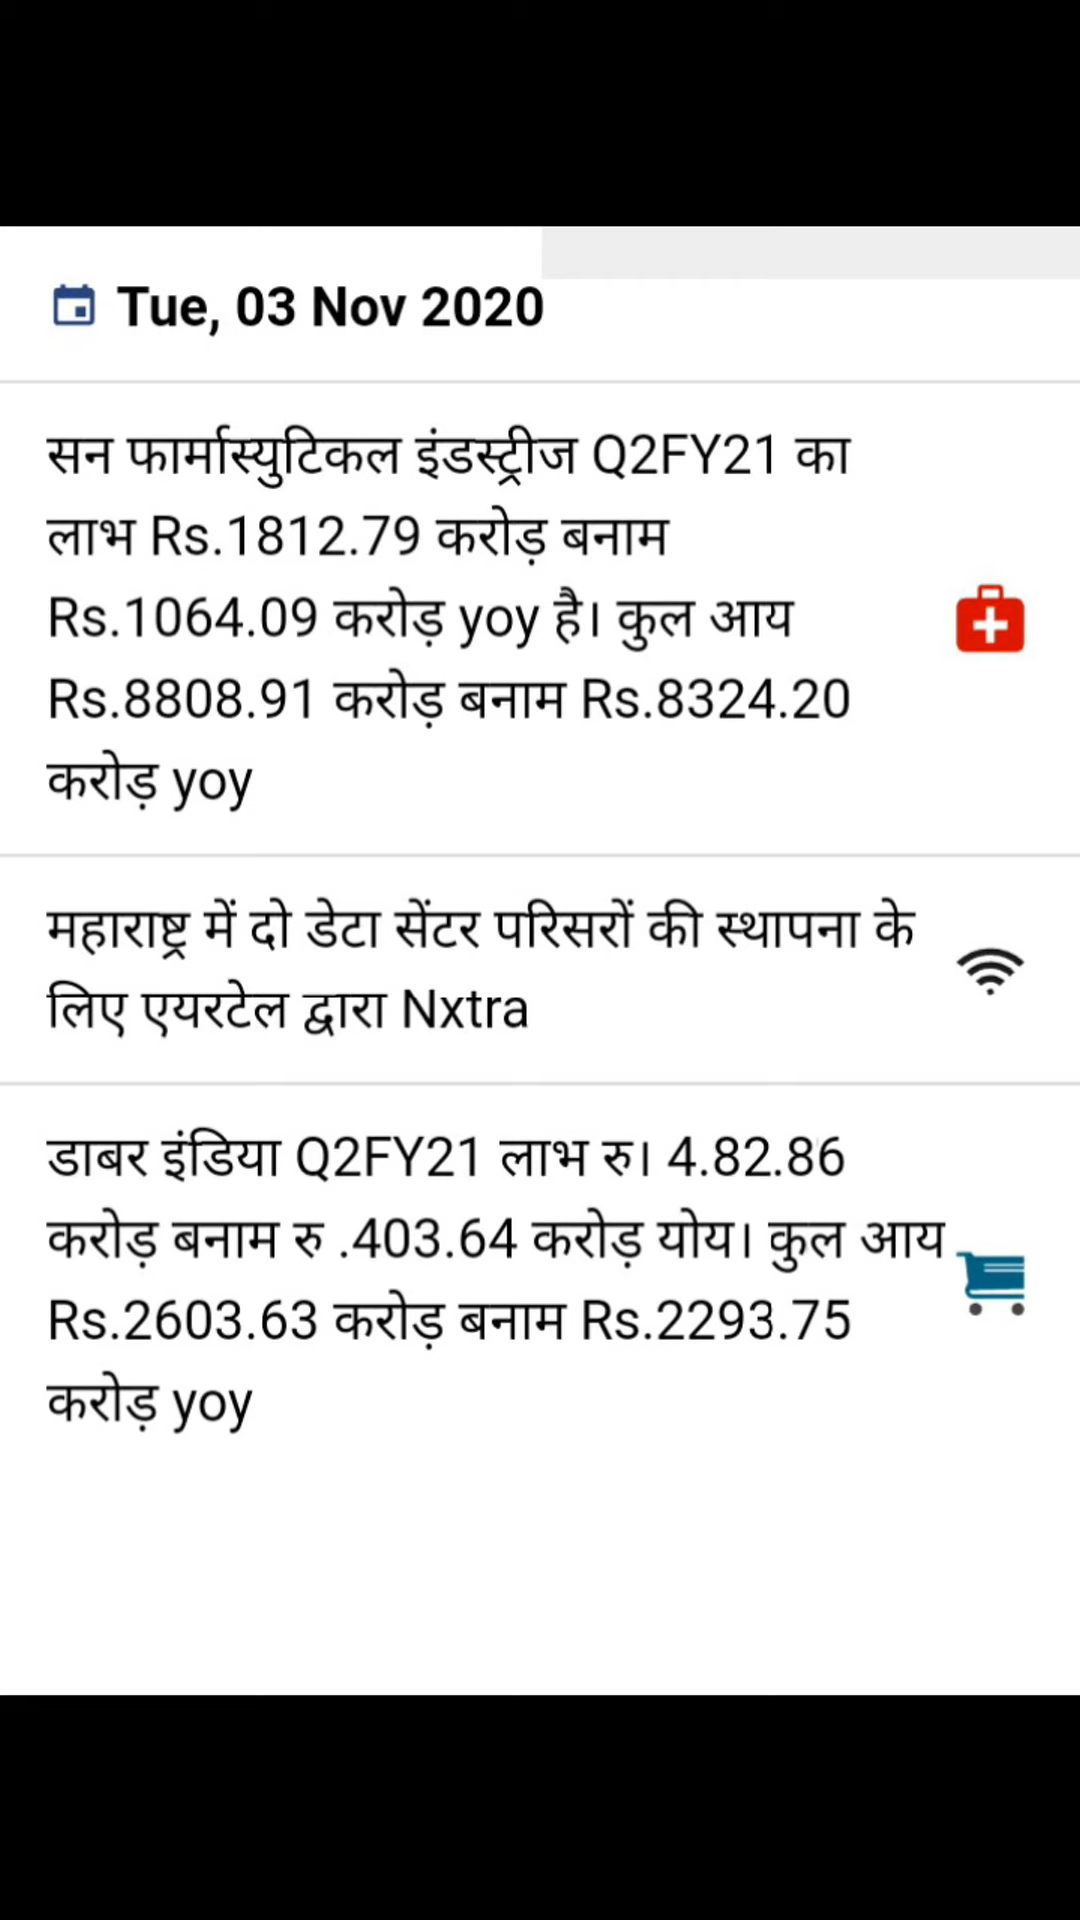 Tue, 03 Nov 2020
सन फार्मास्युटिकल इंडस्ट्रीज Q2FY21 का
लाभ Rs.1812.79 करोड़ बनाम
Rs.1064.09 करोड़ yoy है। कुल आय
Rs.8808.91 करोड़ बनाम Rs.8324.20
करोड़ yoy
महाराष्ट्र में दो डेटा सेंटर परिसरों की स्थापना के
लिए एयरटेल द्वारा Nxtra
डाबर इंडिया Q2FY21 लाभ रु। 4.82.86
करोड़ बनाम रु .403.64 करोड़ योय। कुल आय
Rs.2603.63 करोड़ बनाम Rs.2293.75
करोड़ yoy